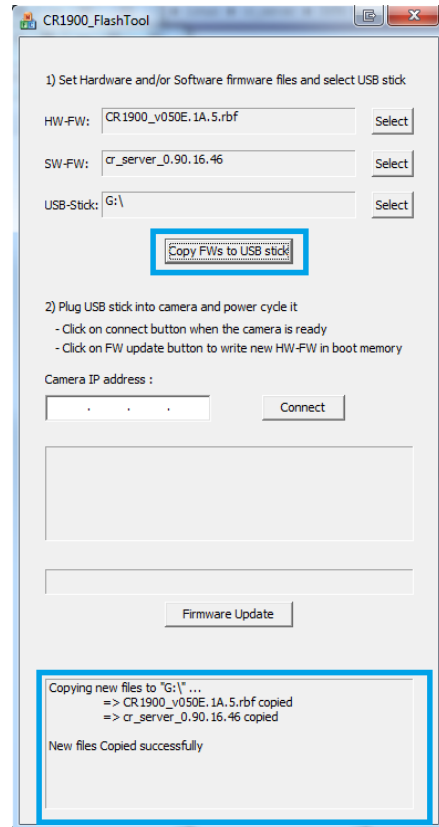 CR1900_FlashTool
1) Set Hardware and/or Software firmware files and select USB stick
HW-FW: CR1900_v050E.1A.5.rbf Select
SW-FW: cr_server_0.90.16.46 Select
USB-Stick: G:\ Select
Copy FWs to USB stick
2) Plug USB stick into camera and power cycle it
- Click on connect button when the camera is ready
- Click on FW update button to write new HW-FW in boot memory
Camera IP address :
. . . Connect
Firmware Update
Copying new files to "G:\" ...
=> CR1900_v050E.1A.5.rbf copied
=> cr_server_0.90.16.46 copied
New files Copied successfully